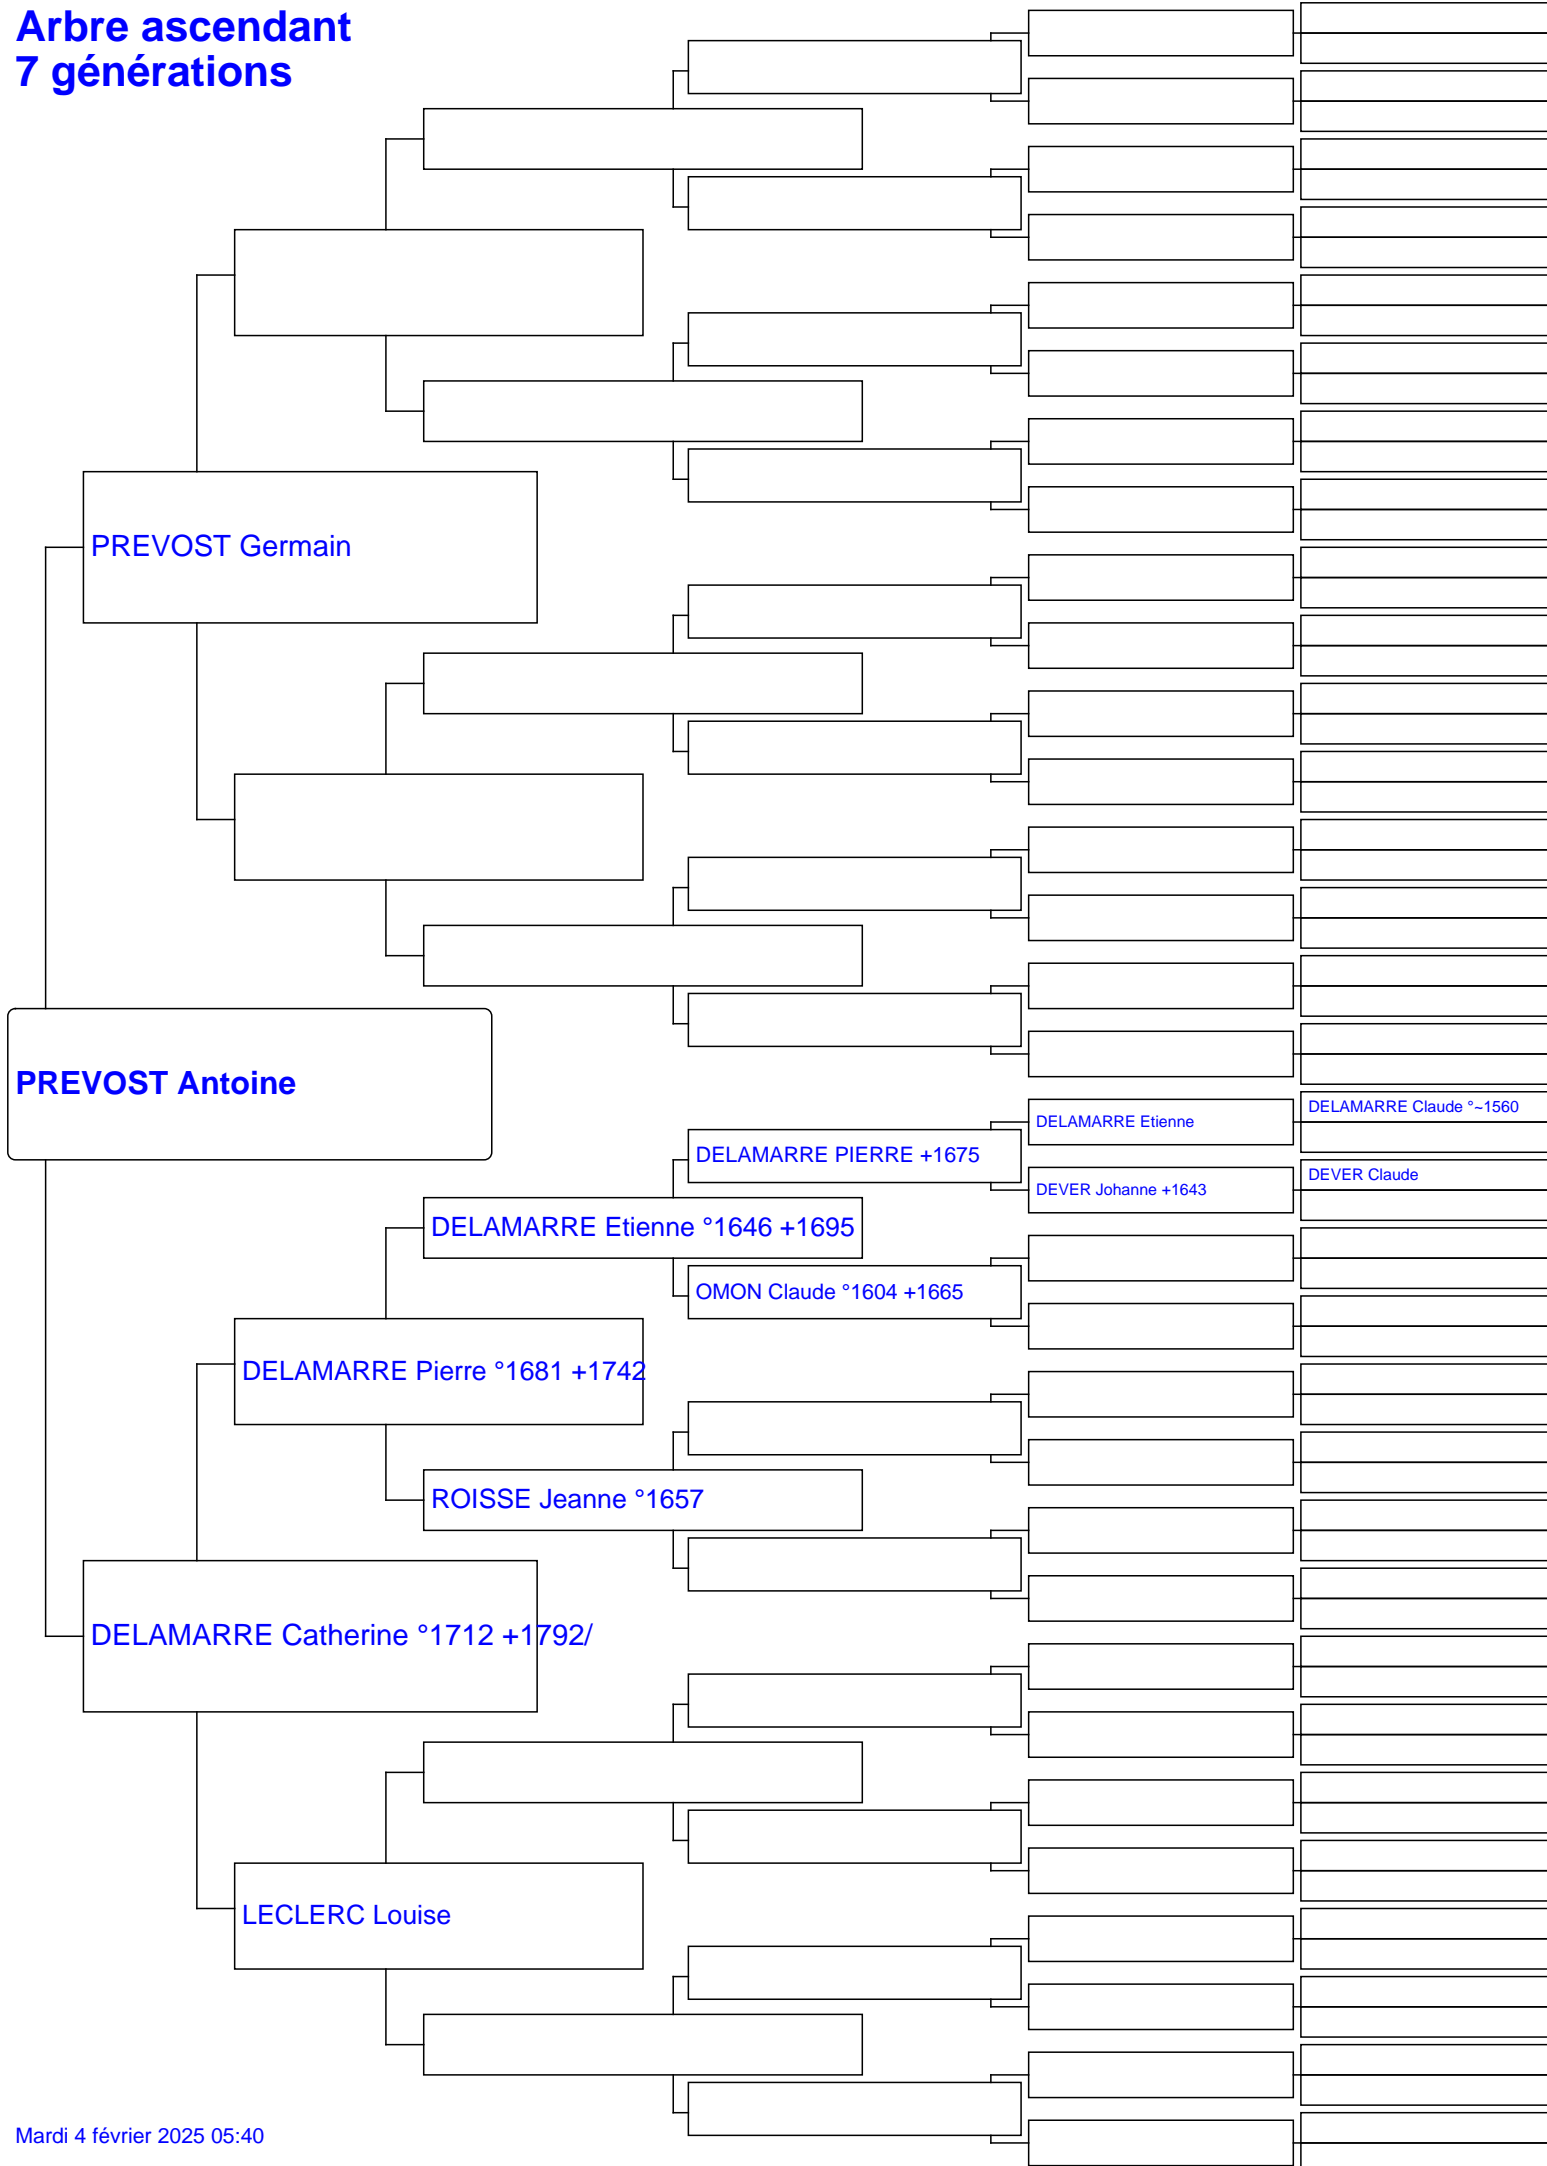 Arbre ascendant
7 générations
PREVOST Germain
PREVOST Antoine
DELAMARRE Claude °~1560
DELAMARRE Etienne
DELAMARRE PIERRE +1675
DEVER Claude
DEVER Johanne +1643
DELAMARRE Etienne °1646 +1695
OMON Claude °1604 +1665
DELAMARRE Pierre °1681 +1742
ROISSE Jeanne °1657
DELAMARRE Catherine °1712 +1792/
LECLERC Louise
Mardi 4 février 2025 05:40